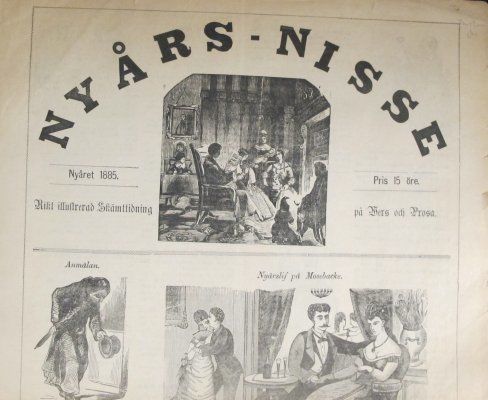 NYÅRS-NISSE
Nyåret 1885.
Pris 15 öre.
Rikt illustrerad Skämttidning
på Vers och Prosa.
Anmälan.
Nyårslif på Mosebacke.